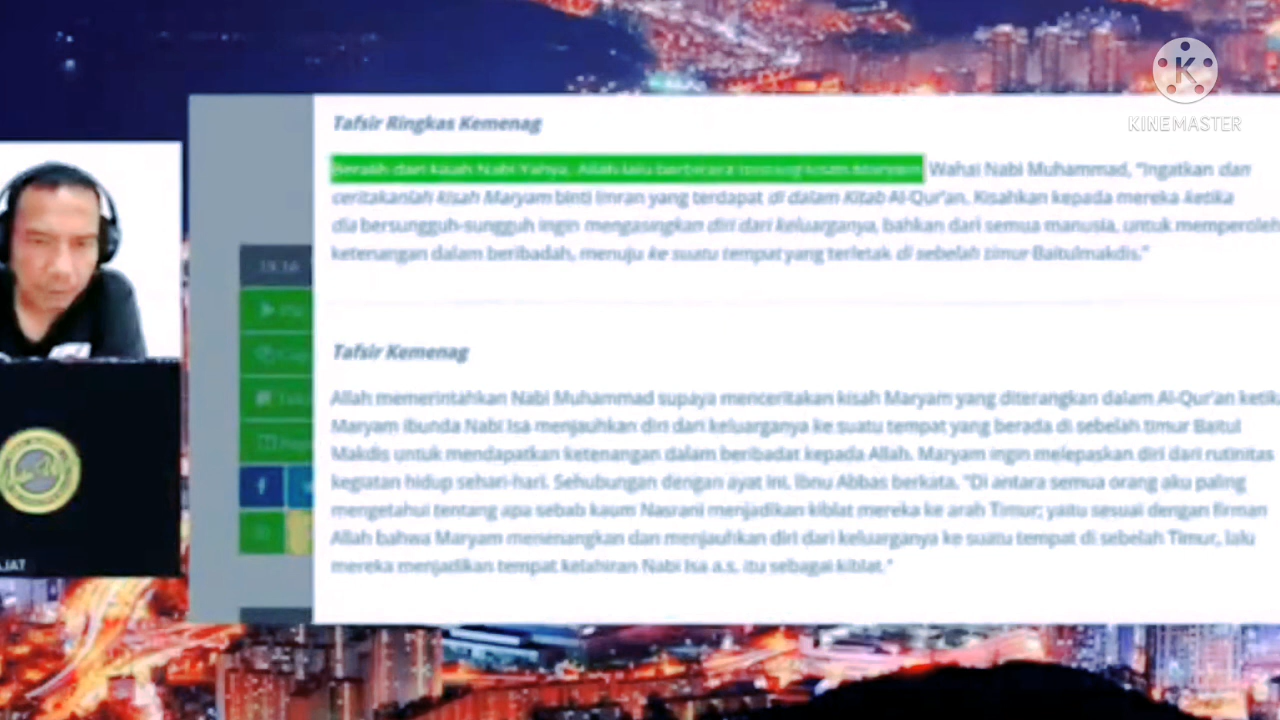 KINEMASTER
Tafsir Ringkas Kemenag
Beralih dari kisah Nabi Yahya, Allah lalu berbicara tentang kisah Maryam. Wahai Nabi Muhammad, "Ingatkan dan
ceritakanlah kisah Maryam binti Imran yang terdapat di dalam Kitab Al-Qur'an. Kisahkan kepada mereka ketika
dia bersungguh-sungguh ingin mengasingkan diri dari keluarganya, bahkan dari semua manusia, untuk memperoleh
ketenangan dalam beribadah, menuju ke suatu tempat yang terletak di sebelah timur Baitulmakdis."
19:16
Tafsir Kemenag
Allah memerintahkan Nabi Muhammad supaya menceritakan kisah Maryam yang diterangkan dalam Al-Qur'an ketika
Maryam ibunda Nabi Isa menjauhkan diri dari keluarganya ke suatu tempat yang berada di sebelah timur Baitul
Makdis untuk mendapatkan ketenangan dalam beribadat kepada Allah. Maryam ingin melepaskan diri dari rutinitas
kegiatan hidup sehari-hari. Sehubungan dengan ayat ini, Ibnu Abbas berkata, "Di antara semua orang aku paling
mengetahui tentang apa sebab kaum Nasrani menjadikan kiblat mereka ke arah Timur; yaitu sesuai dengan firman
Allah bahwa Maryam menenangkan dan menjauhkan diri dari keluarganya ke suatu tempat di sebelah Timur, lalu
mereka menjadikan tempat kelahiran Nabi Isa a.s. itu sebagai kiblat."
JAT